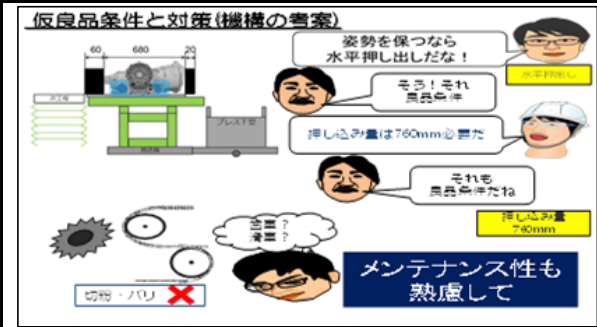 仮良品条件と対策(機構の考案)
60 680 20
姿勢を保つなら
水平押し出しだな！
水平押出し
そう！それ
良品条件
プレス下型
押し込み量は760mm必要だ
それも
良品条件だね
押し込み量
760mm
歯車？
滑車？
切粉・バリ
メンテナンス性も
熟慮して